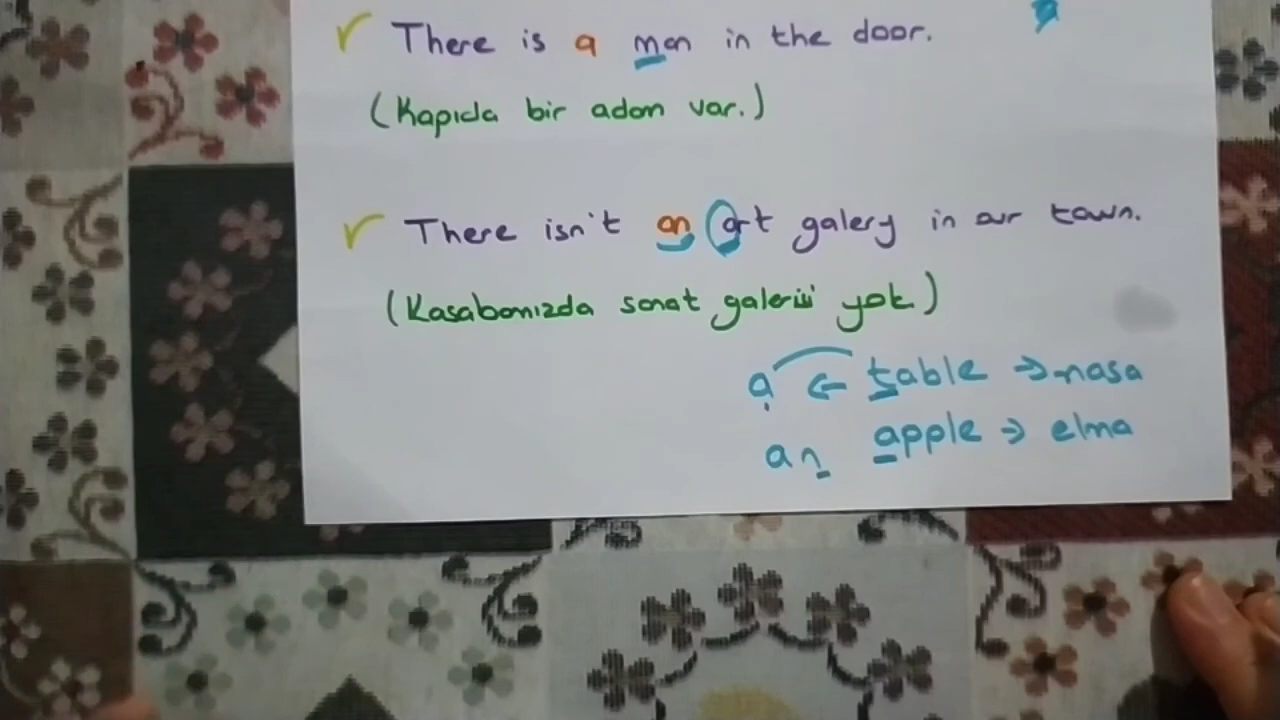 There is a man in the door.
(Kapıda bir adam var.)
There isn't an art galery in our town.
(Kasabamızda sanat galerisi yok)
a ← table → masa
an apple → elma